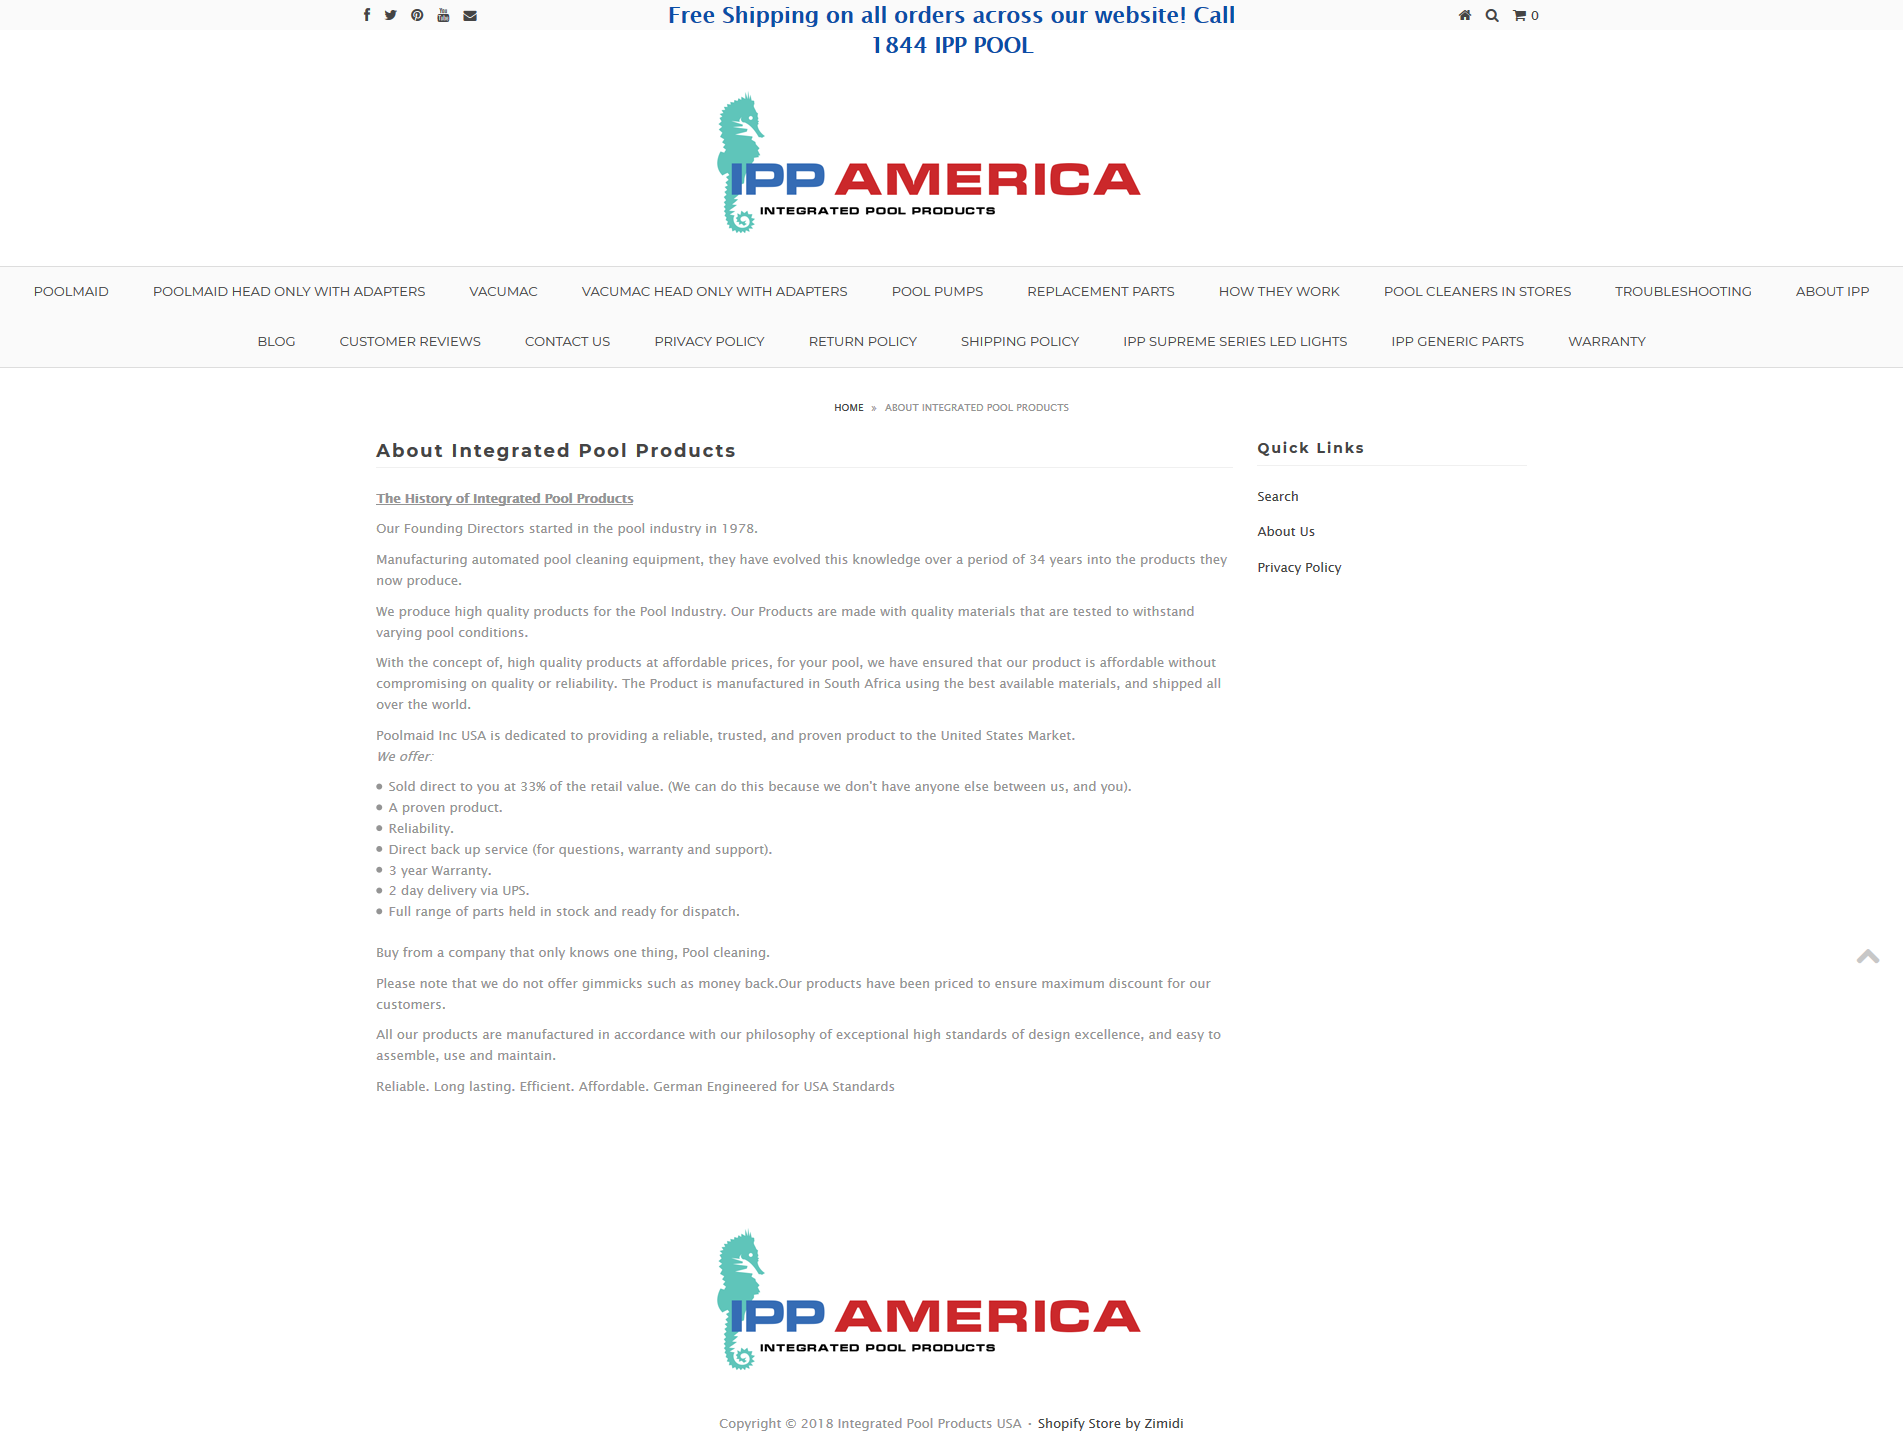 Free Shipping on all orders across our website! Call
1844 IPP POOL
0
IPP AMERICA
INTEGRATED POOL PRODUCTS
POOLMAID POOLMAID HEAD ONLY WITH ADAPTERS VACUMAC VACUMAC HEAD ONLY WITH ADAPTERS POOL PUMPS REPLACEMENT PARTS HOW THEY WORK POOL CLEANERS IN STORES TROUBLESHOOTING ABOUT IPP
BLOG CUSTOMER REVIEWS CONTACT US PRIVACY POLICY RETURN POLICY SHIPPING POLICY IPP SUPREME SERIES LED LIGHTS IPP GENERIC PARTS WARRANTY
HOME » ABOUT INTEGRATED POOL PRODUCTS
About Integrated Pool Products
The History of Integrated Pool Products
Our Founding Directors started in the pool industry in 1978.
Manufacturing automated pool cleaning equipment, they have evolved this knowledge over a period of 34 years into the products they
now produce.
We produce high quality products for the Pool Industry. Our Products are made with quality materials that are tested to withstand
varying pool conditions.
With the concept of, high quality products at affordable prices, for your pool, we have ensured that our product is affordable without
compromising on quality or reliability. The Product is manufactured in South Africa using the best available materials, and shipped all
over the world.
Poolmaid Inc USA is dedicated to providing a reliable, trusted, and proven product to the United States Market.
We offer:
● Sold direct to you at 33% of the retail value. (We can do this because we don't have anyone else between us, and you).
● A proven product.
● Reliability.
● Direct back up service (for questions, warranty and support).
● 3 year Warranty.
● 2 day delivery via UPS.
● Full range of parts held in stock and ready for dispatch.
Buy from a company that only knows one thing, Pool cleaning.
Please note that we do not offer gimmicks such as money back.Our products have been priced to ensure maximum discount for our
customers.
All our products are manufactured in accordance with our philosophy of exceptional high standards of design excellence, and easy to
assemble, use and maintain.
Reliable. Long lasting. Efficient. Affordable. German Engineered for USA Standards
Quick Links
Search
About Us
Privacy Policy
IPP AMERICA
INTEGRATED POOL PRODUCTS
Copyright © 2018 Integrated Pool Products USA • Shopify Store by Zimidi